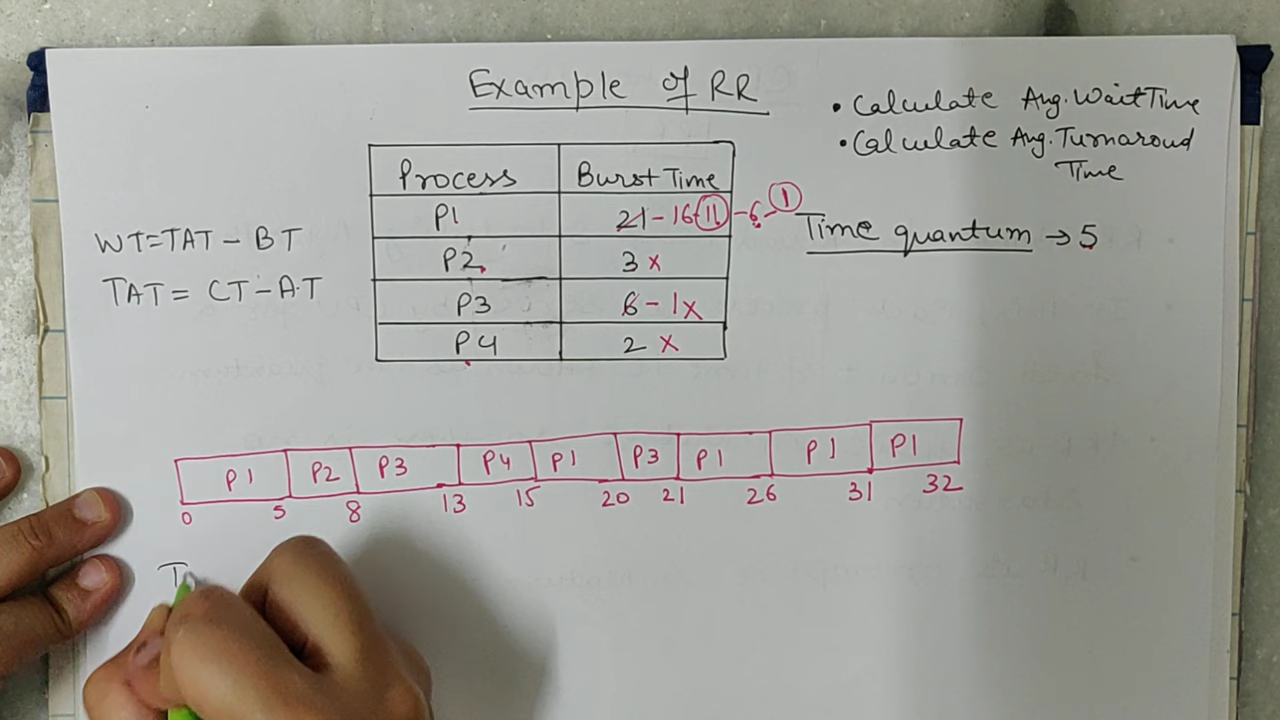 Example of RR
• Calculate Avg. Wait Time
• Calculate Avg. Turnaroud
Time
Process Burst Time
P1 21-16-11-6-1
P2 3 x
P3 6-1x
P4 2 x
WT=TAT-BT
TAT= CT-A.T
Time quantum → 5
P1 P2 P3 P4 P1 P3 P1 P1 P1
0 5 8 13 15 20 21 26 31 32
T